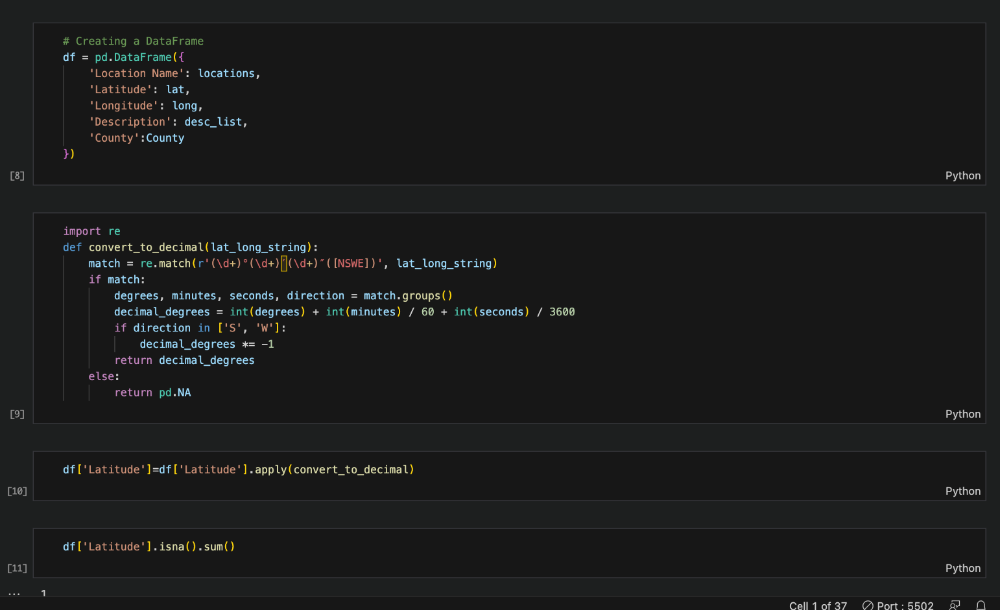 # Creating a DataFrame
df = pd.DataFrame({
    'Location Name': locations,
    'Latitude': lat,
    'Longitude': long,
    'Description': desc_list,
    'County':County
})
[8]
Python
import re
def convert_to_decimal(lat_long_string):
    match = re.match(r'(\d+)°(\d+)′(\d+)″([NSWE])', lat_long_string)
    if match:
        degrees, minutes, seconds, direction = match.groups()
        decimal_degrees = int(degrees) + int(minutes) / 60 + int(seconds) / 3600
        if direction in ['S', 'W']:
            decimal_degrees *= -1
        return decimal_degrees
    else:
        return pd.NA
[9]
Python
df['Latitude']=df['Latitude'].apply(convert_to_decimal)
[10]
Python
df['Latitude'].isna().sum()
[11]
Python
... 1
Cell 1 of 37 Port : 5502